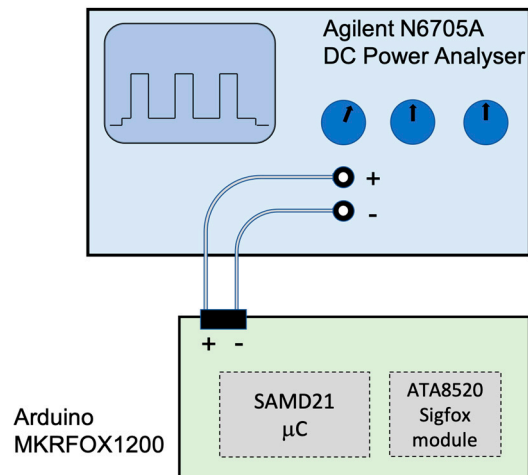 Agilent N6705A
DC Power Analyser
+
-
+ -
SAMD21
μC
ATA8520
Sigfox
module
Arduino
MKRFOX1200